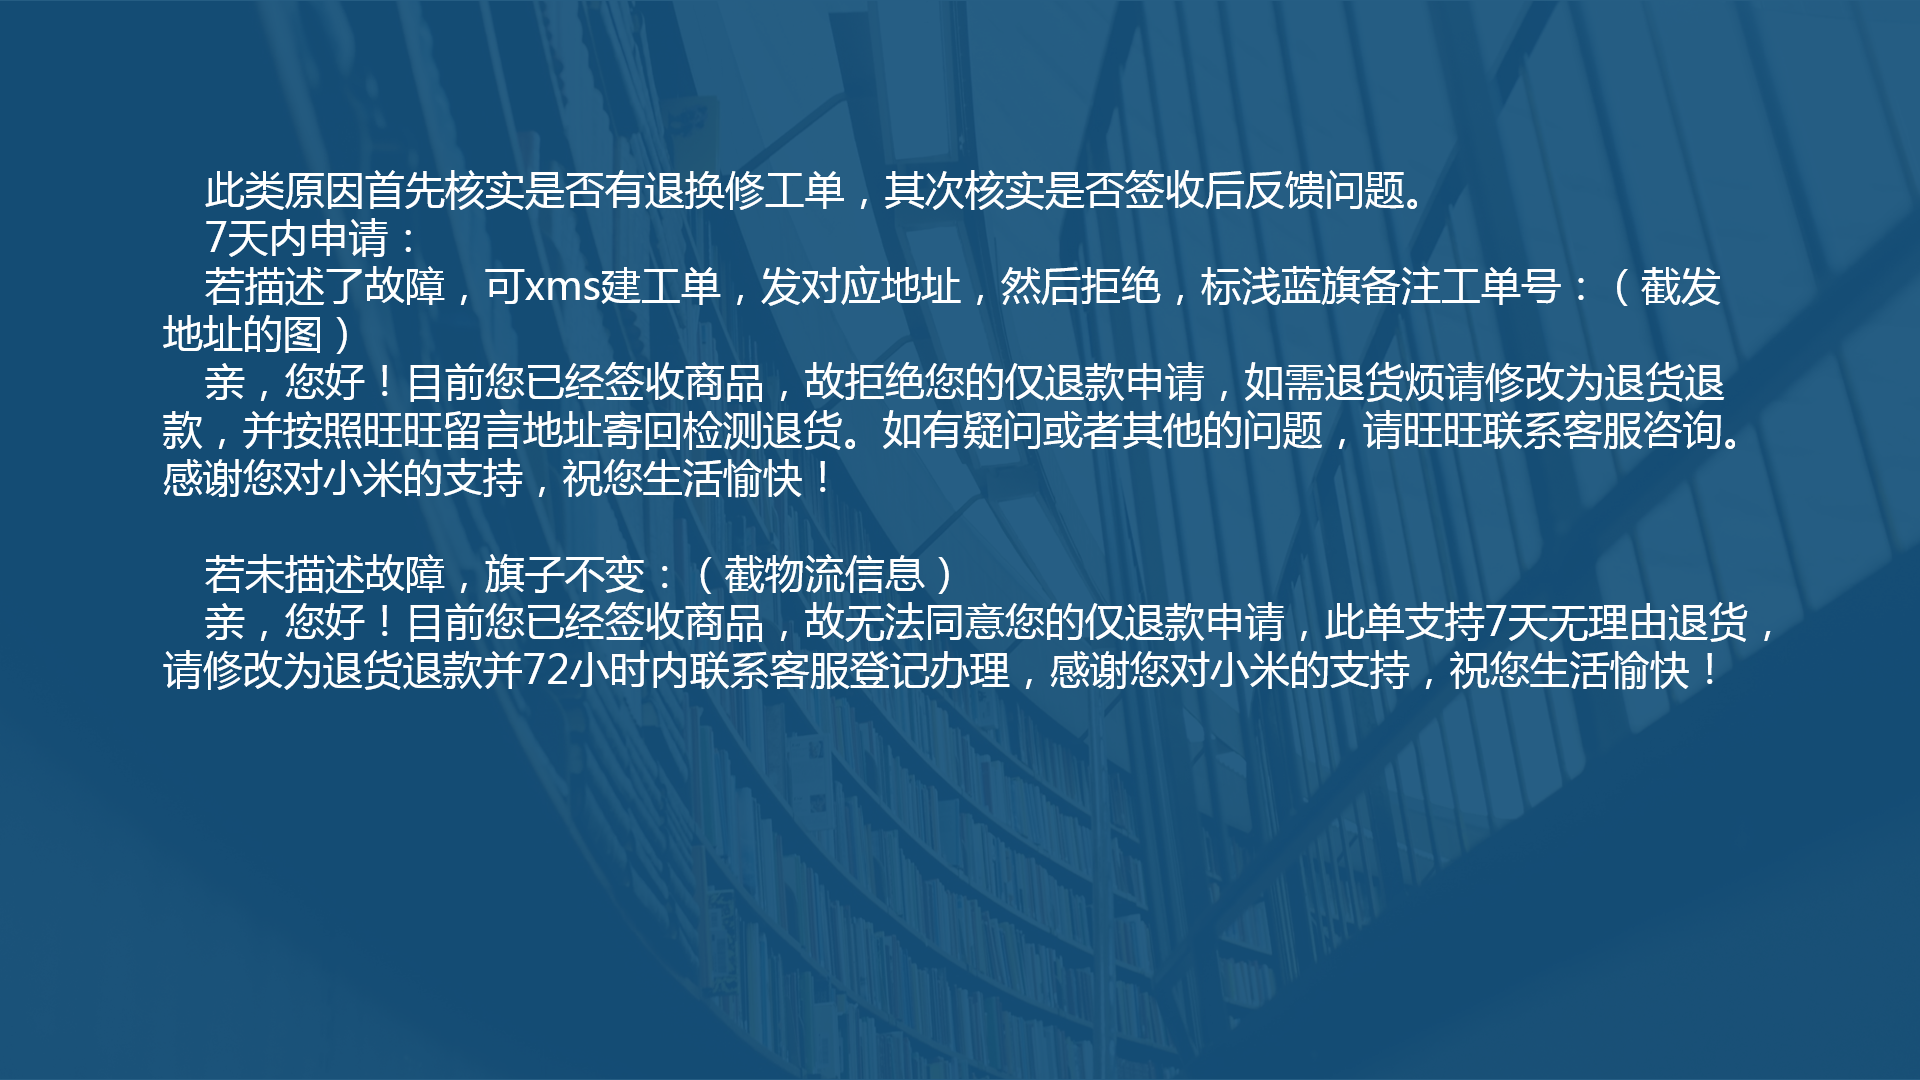 此类原因首先核实是否有退换修工单，其次核实是否签收后反馈问题。
7天内申请：
若描述了故障，可xms建工单，发对应地址，然后拒绝，标浅蓝旗备注工单号：（截发
地址的图）
亲，您好！目前您已经签收商品，故拒绝您的仅退款申请，如需退货烦请修改为退货退
款，并按照旺旺留言地址寄回检测退货。如有疑问或者其他的问题，请旺旺联系客服咨询。
感谢您对小米的支持，祝您生活愉快！
若未描述故障，旗子不变：（截物流信息）
亲，您好！目前您已经签收商品，故无法同意您的仅退款申请，此单支持7天无理由退货，
请修改为退货退款并72小时内联系客服登记办理，感谢您对小米的支持，祝您生活愉快！